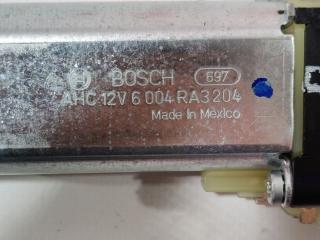 BOSCH 697
AHC 12V 6 004 RA3 204
Made in Mexico